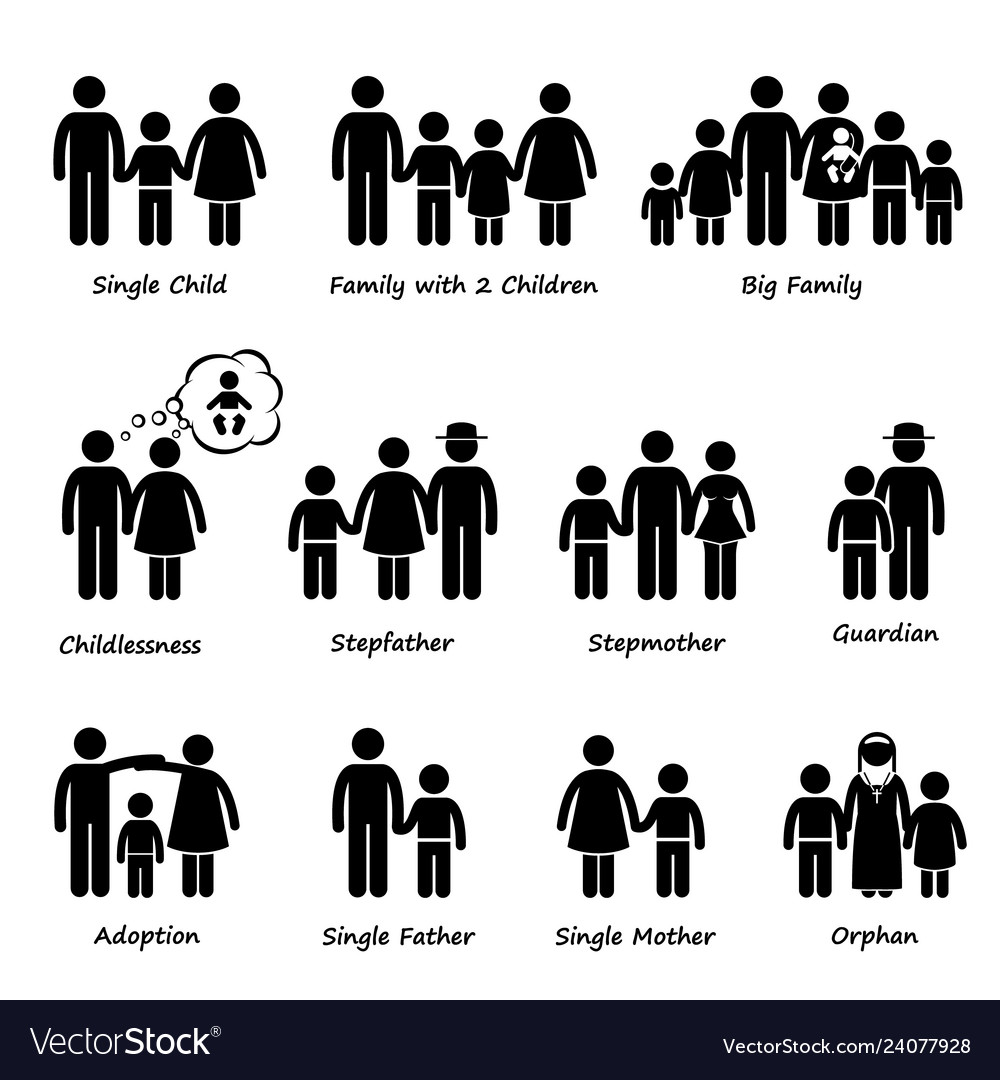 Single Child
Family with 2 Children
Big Family
Childlessness
Stepfather
Stepmother
Guardian
Adoption
Single Father
Single Mother
Orphan
VectorStock®
VectorStock.com/24077928